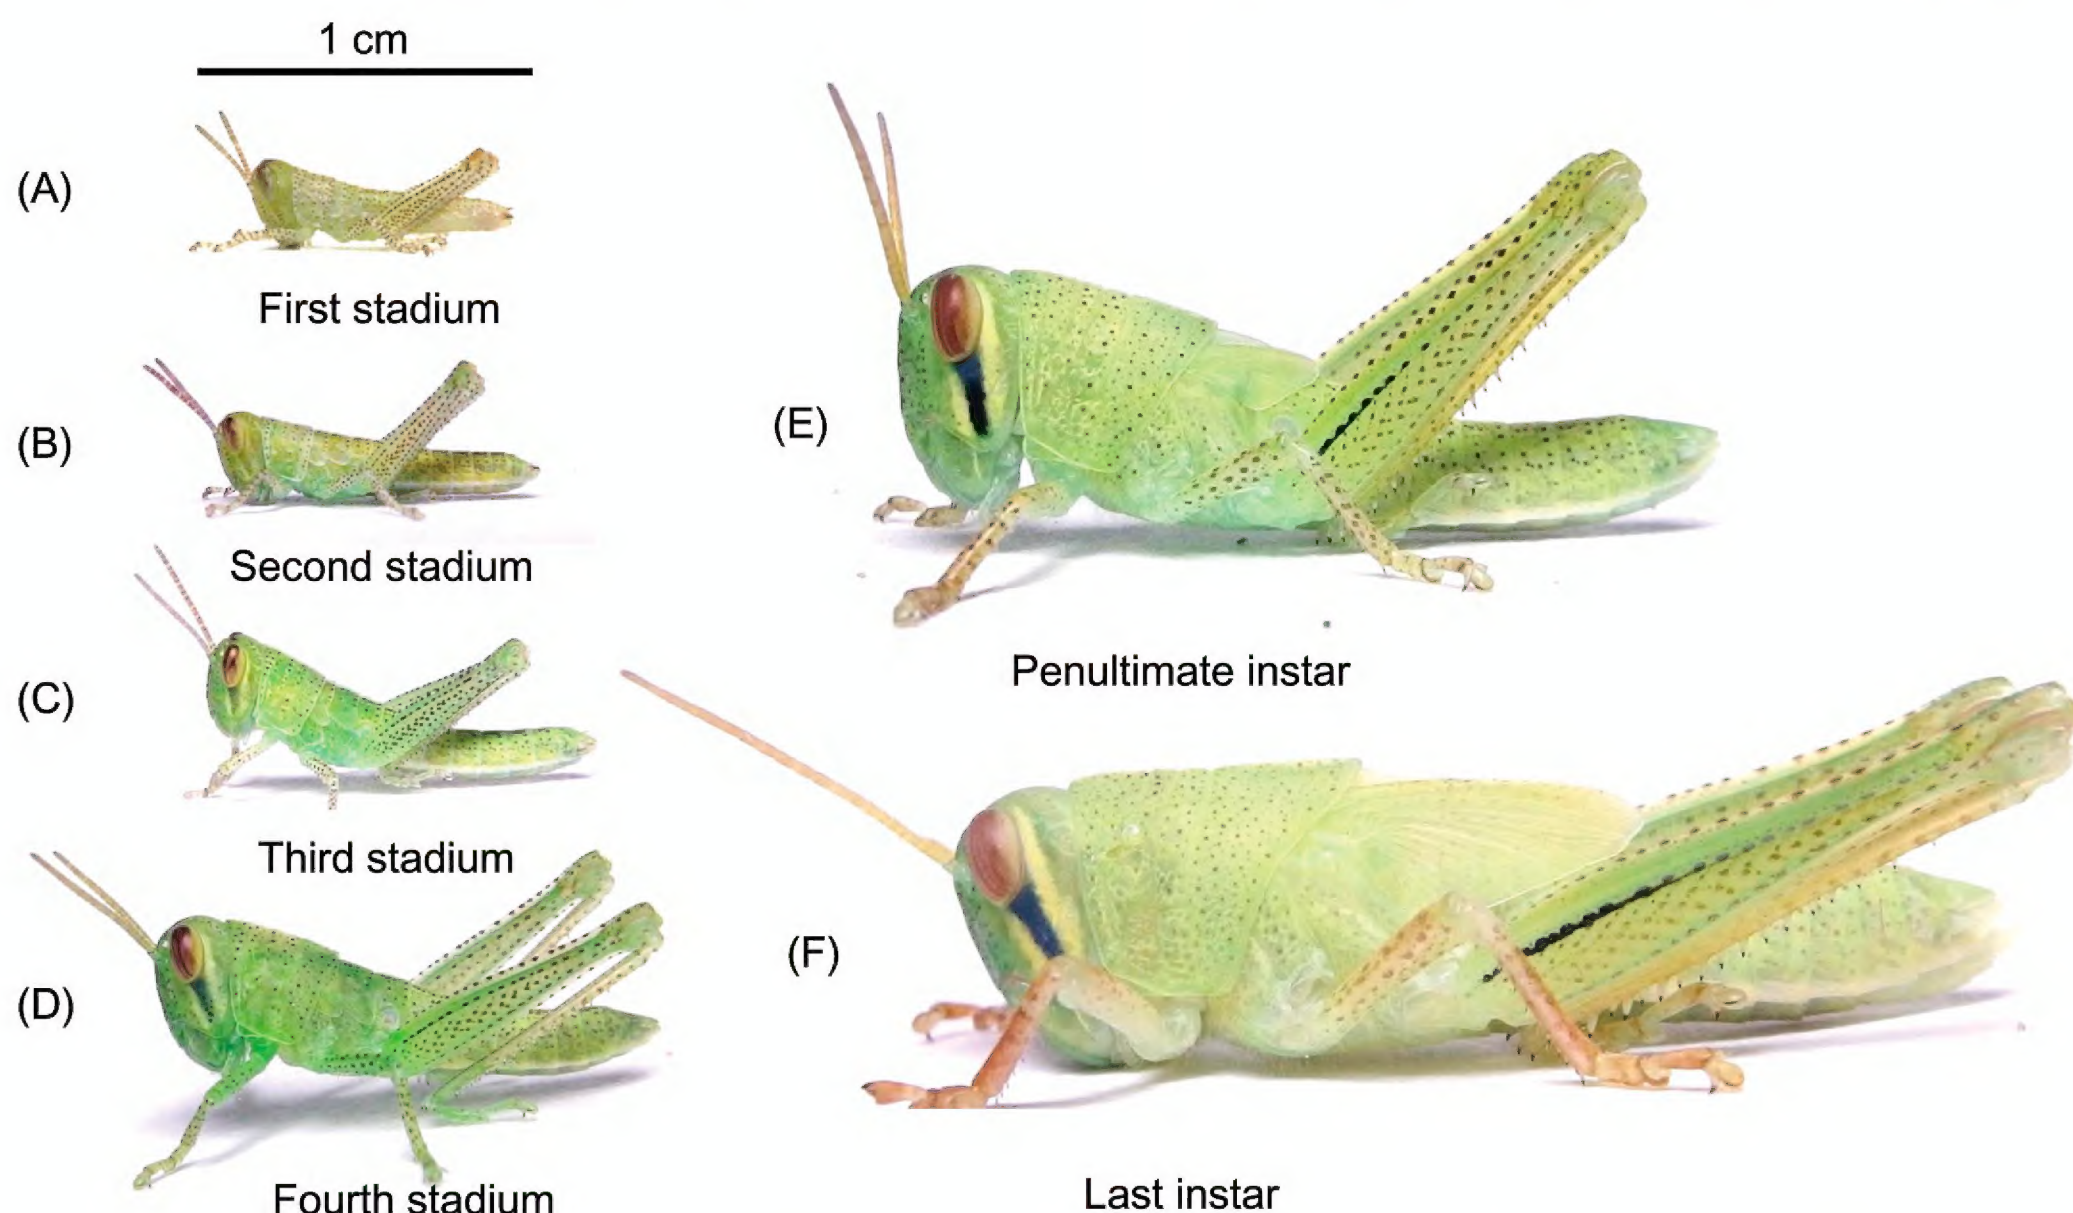 1 cm
(A)
First stadium
(B)
Second stadium
(C)
Third stadium
(D)
Fourth stadium
(E)
Penultimate instar
(F)
Last instar